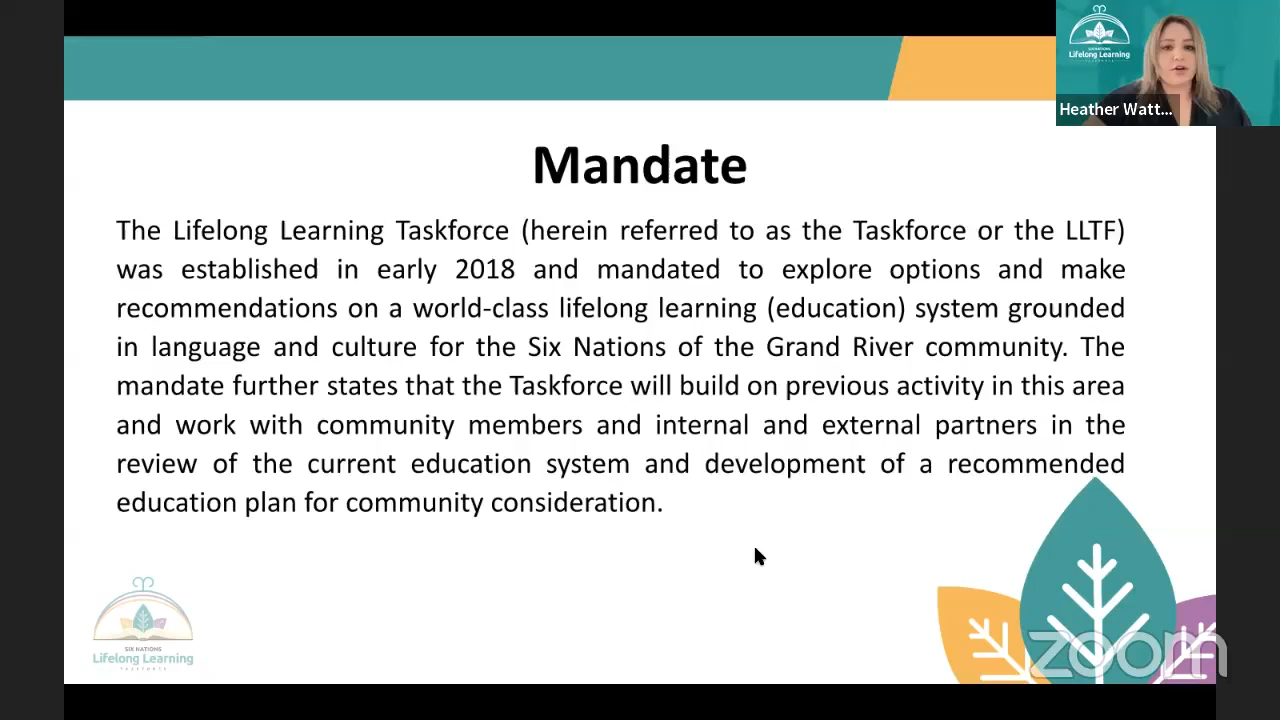 Lifelong Learning
Heather Watt...
Mandate
The Lifelong Learning Taskforce (herein referred to as the Taskforce or the LLTF)
was established in early 2018 and mandated to explore options and make
recommendations on a world-class lifelong learning (education) system grounded
in language and culture for the Six Nations of the Grand River community. The
mandate further states that the Taskforce will build on previous activity in this area
and work with community members and internal and external partners in the
review of the current education system and development of a recommended
education plan for community consideration.
SIX NATIONS
Lifelong Learning
TASKFORCE
zoom